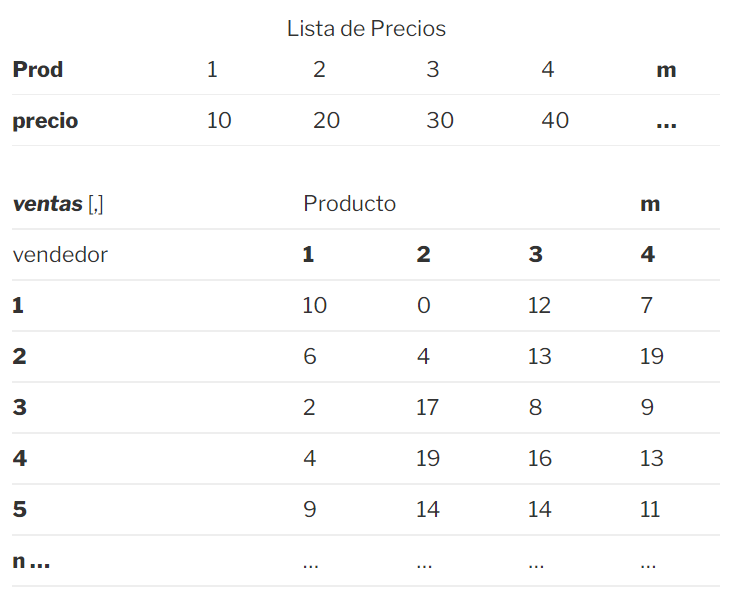 Lista de Precios
Prod 1 2 3 4 m
precio 10 20 30 40 ...
ventas [,] Producto m
vendedor 1 2 3 4
1 10 0 12 7
2 6 4 13 19
3 2 17 8 9
4 4 19 16 13
5 9 14 14 11
n ... ... ... ... ...